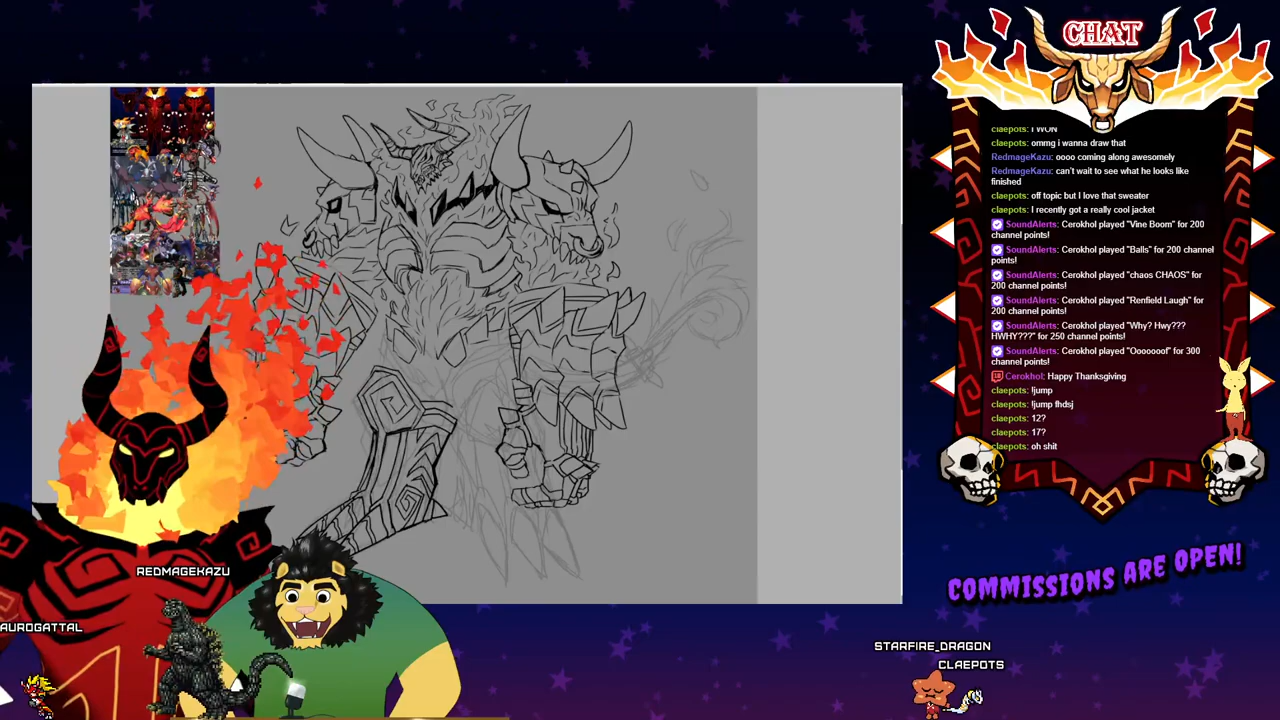 CHAT
claepots: I WON
claepots: ommg i wanna draw that
RedmageKazu: oooo coming along awesomely
RedmageKazu: can't wait to see what he looks like
finished
claepots: off topic but I love that sweater
claepots: I recently got a really cool jacket
SoundAlerts: Cerokhol played "Vine Boom" for 200
channel points!
SoundAlerts: Cerokhol played "Balls" for 200 channel
points!
SoundAlerts: Cerokhol played "chaos CHAOS" for
200 channel points!
SoundAlerts: Cerokhol played "Renfield Laugh" for
200 channel points!
SoundAlerts: Cerokhol played "Why? Hwy???
HWHY???" for 250 channel points!
SoundAlerts: Cerokhol played "Ooooooof" for 300
channel points!
Cerokhol: Happy Thanksgiving
claepots: !jump
claepots: !jump fhdsj
claepots: 12?
claepots: 17?
claepots: oh shit
COMMISSIONS ARE OPEN!
REDMAGEKAZU
AUROGATTAL
STARFIRE_DRAGON
CLAEPOTS